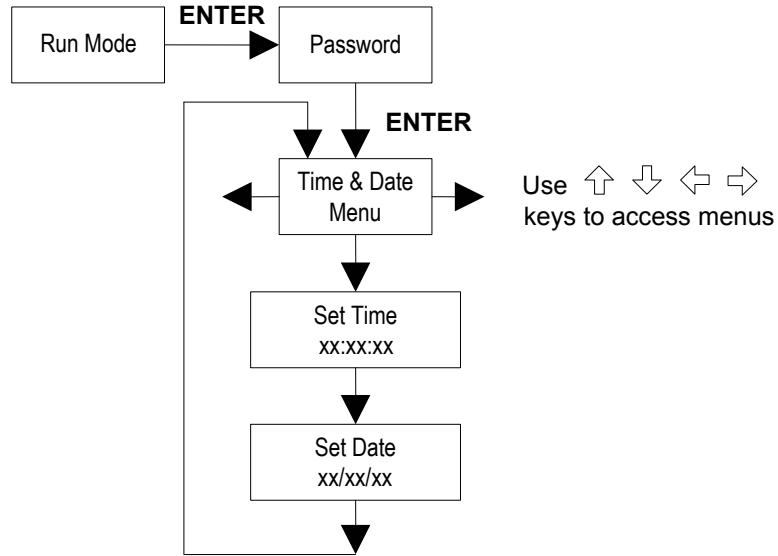 ENTER
Run Mode
Password
ENTER
Time & Date
Menu
Use
keys to access menus
Set Time
xx:xx:xx
Set Date
xx/xx/xx